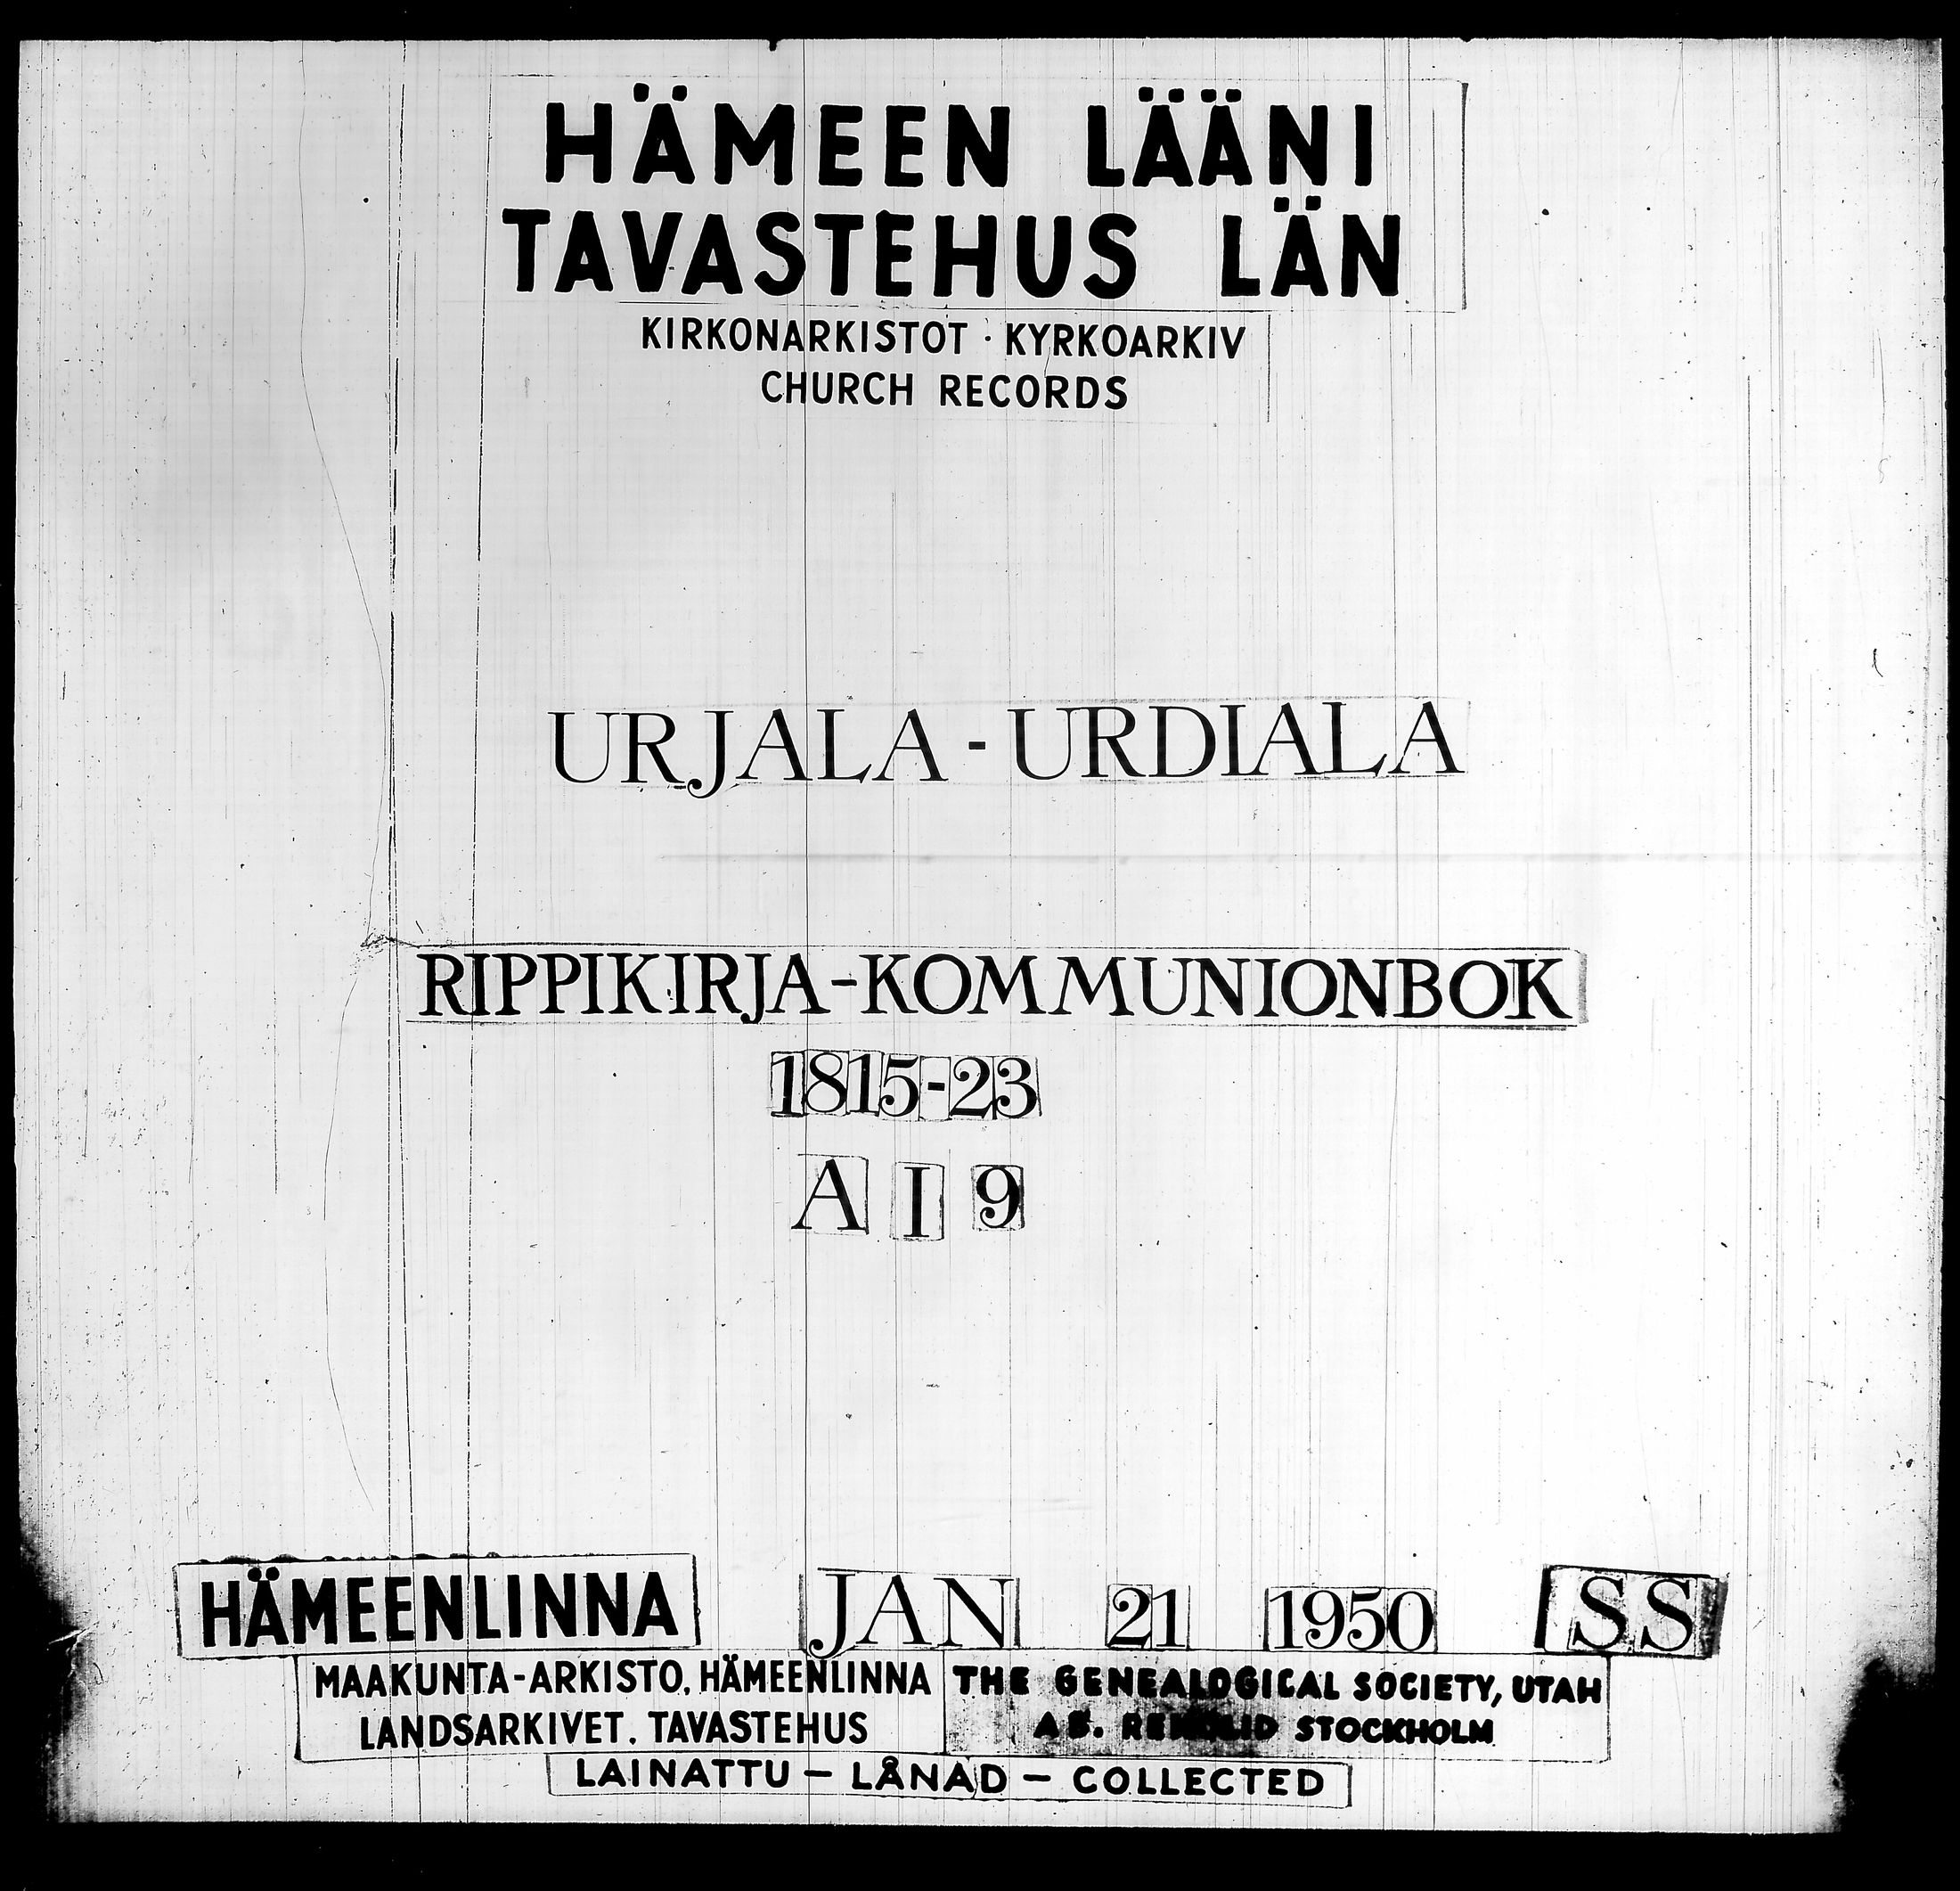 HÄMEEN LÄÄNI
TAVASTEHUS LÄN
KIRKONARKISTOT · KYRKOARKIV
CHURCH RECORDS
URJALA - URDIALA
RIPPIKIRJA-KOMMUNIONBOK
1815-23
A I 9
HÄMEENLINNA JAN 21 1950 SS
MAAKUNTA-ARKISTO, HÄMEENLINNA
LANDSARKIVET. TAVASTEHUS
THE GENEALOGICAL SOCIETY, UTAH
AB. STOCKHOLM
LAINATTU - LÅNAD - COLLECTED